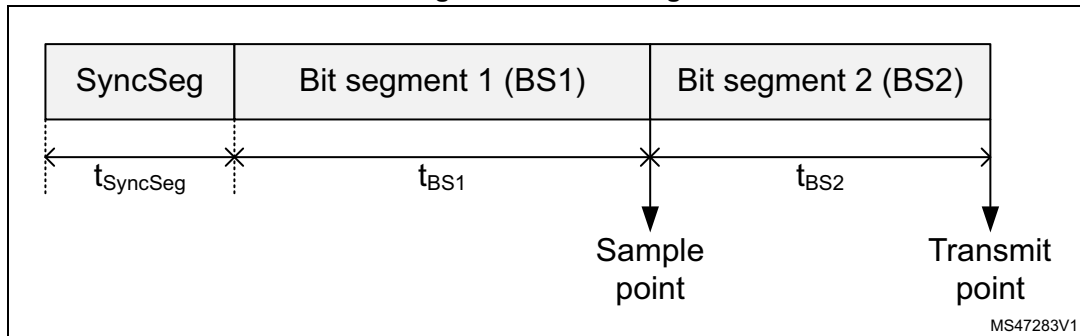 SyncSeg
Bit segment 1 (BS1)
Bit segment 2 (BS2)
tSyncSeg
tBS1
tBS2
Sample
point
Transmit
point
MS47283V1